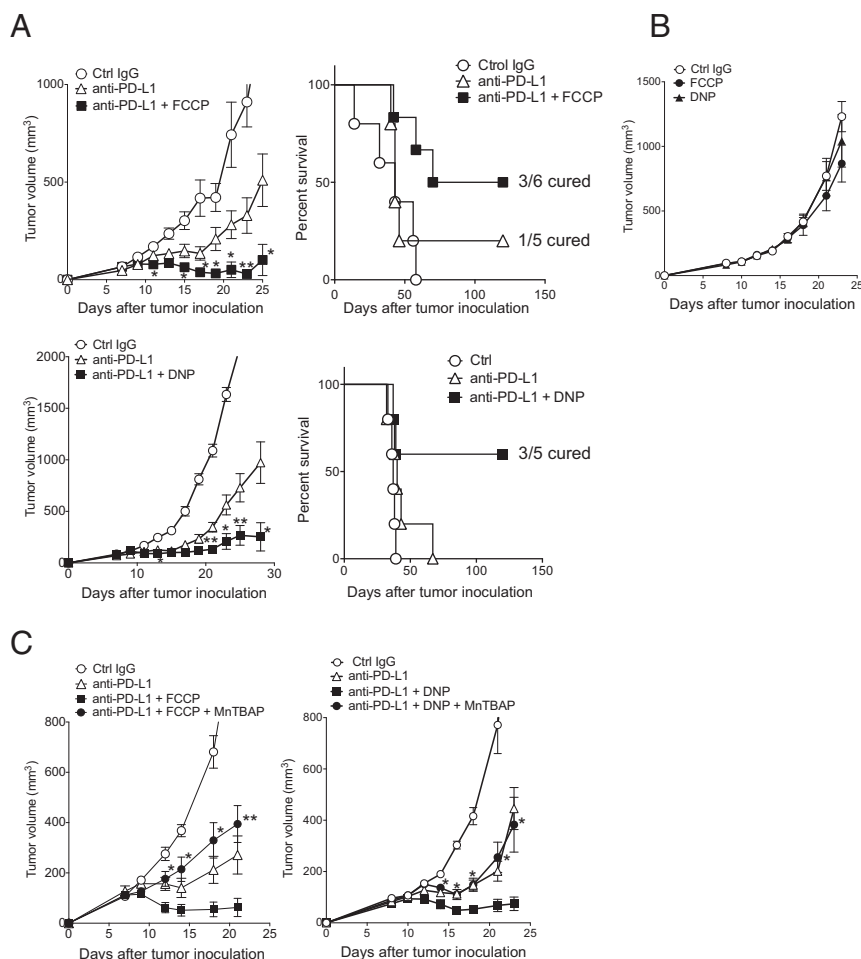 A
Ctrl IgG
anti-PD-L1
anti-PD-L1 + FCCP
Tumor volume (mm³)
1000
500
0
0 5 10 15 20 25
Days after tumor inoculation
* * * * * ** *
Ctrol IgG
anti-PD-L1
anti-PD-L1 + FCCP
Percent survival
100
50
0
0 50 100 150
Days after tumor inoculation
3/6 cured
1/5 cured
B
Ctrl IgG
FCCP
DNP
Tumor volume (mm³)
1500
1000
500
0
0 5 10 15 20 25
Days after tumor inoculation
Ctrl IgG
anti-PD-L1
anti-PD-L1 + DNP
Tumor volume (mm³)
2000
1500
1000
500
0
0 10 20 30
Days after tumor inoculation
* ** * ** *
Ctrl
anti-PD-L1
anti-PD-L1 + DNP
Percent survival
100
50
0
0 50 100 150
Days after tumor inoculation
3/5 cured
C
Ctrl IgG
anti-PD-L1
anti-PD-L1 + FCCP
anti-PD-L1 + FCCP + MnTBAP
Tumor volume (mm³)
800
600
400
200
0
0 5 10 15 20 25
Days after tumor inoculation
* * * **
Ctrl IgG
anti-PD-L1
anti-PD-L1 + DNP
anti-PD-L1 + DNP + MnTBAP
Tumor volume (mm³)
800
600
400
200
0
0 5 10 15 20 25
Days after tumor inoculation
* * * * *